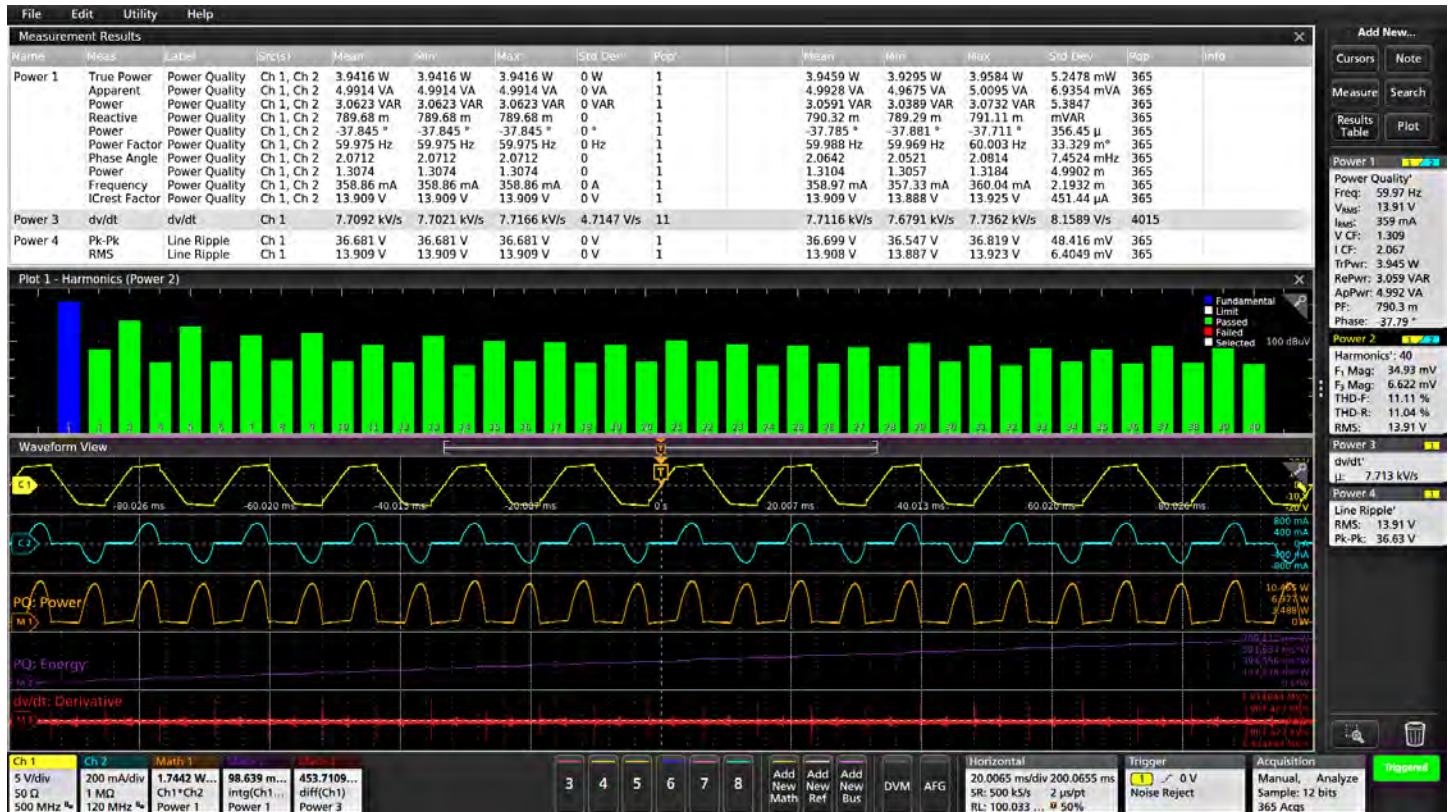 File Edit Utility Help
Measurement Results
Name Meas Label Src(s) Mean' Min' Max' Std Dev' Pop' Mean Min Max Std Dev Pop Info
Power 1 True Power Power Quality Ch 1, Ch 2 3.9416 W 3.9416 W 3.9416 W 0 W 1 3.9459 W 3.9295 W 3.9584 W 5.2478 mW 365
Apparent Power Quality Ch 1, Ch 2 4.9914 VA 4.9914 VA 4.9914 VA 0 VA 1 4.9928 VA 4.9675 VA 5.0095 VA 6.9354 mVA 365
Power Power Quality Ch 1, Ch 2 3.0623 VAR 3.0623 VAR 3.0623 VAR 0 VAR 1 3.0591 VAR 3.0389 VAR 3.0732 VAR 5.3847 365
Reactive Power Quality Ch 1, Ch 2 789.68 m 789.68 m 789.68 m 0 1 790.32 m 789.29 m 791.11 m mVAR 365
Power Power Quality Ch 1, Ch 2 -37.845 ° -37.845 ° -37.845 ° 0 ° 1 -37.785 ° -37.881 ° -37.711 ° 356.45 μ 365
Power Factor Power Quality Ch 1, Ch 2 59.975 Hz 59.975 Hz 59.975 Hz 0 Hz 1 59.988 Hz 59.969 Hz 60.003 Hz 33.329 m° 365
Phase Angle Power Quality Ch 1, Ch 2 2.0712 2.0712 2.0712 0 1 2.0642 2.0521 2.0814 7.4524 mHz 365
Power Power Quality Ch 1, Ch 2 1.3074 1.3074 1.3074 0 1 1.3104 1.3057 1.3184 4.9902 m 365
Frequency Power Quality Ch 1, Ch 2 358.86 mA 358.86 mA 358.86 mA 0 A 1 358.97 mA 357.33 mA 360.04 mA 2.1932 m 365
ICrest Factor Power Quality Ch 1, Ch 2 13.909 V 13.909 V 13.909 V 0 V 1 13.909 V 13.888 V 13.925 V 451.44 μA 365
Power 3 dv/dt dv/dt Ch 1 7.7092 kV/s 7.7021 kV/s 7.7166 kV/s 4.7147 V/s 11 7.7116 kV/s 7.6791 kV/s 7.7362 kV/s 8.1589 V/s 4015
Power 4 Pk-Pk Line Ripple Ch 1 36.681 V 36.681 V 36.681 V 0 V 1 36.699 V 36.547 V 36.819 V 48.416 mV 365
RMS Line Ripple Ch 1 13.909 V 13.909 V 13.909 V 0 V 1 13.908 V 13.887 V 13.923 V 6.4049 mV 365
Plot 1 - Harmonics (Power 2)
Fundamental
Limit
Passed
Failed
Selected 100 dBuV
Waveform View
C 1
T
-10 V
-20 V
-80.026 ms -60.020 ms -40.013 ms -20.007 ms 0 s 20.007 ms 40.013 ms 60.020 ms 80.026 ms
C 2
800 mA
400 mA
0 A
-400 mA
-800 mA
PQ: Power
M 1
10.465 W
6.977 W
3.488 W
0 W
PQ: Energy
M 2
dv/dt: Derivative
M 3
Add New...
Cursors Note
Measure Search
Results Table Plot
Power 1 1 2
Power Quality'
Freq: 59.97 Hz
VRMS: 13.91 V
IRMS: 359 mA
V CF: 1.309
I CF: 2.067
TrPwr: 3.945 W
RePwr: 3.059 VAR
ApPwr: 4.992 VA
PF: 790.3 m
Phase: -37.79 °
Power 2 1 2
Harmonics': 40
F₁ Mag: 34.93 mV
F₃ Mag: 6.622 mV
THD-F: 11.11 %
THD-R: 11.04 %
RMS: 13.91 V
Power 3 1
dv/dt'
μ: 7.713 kV/s
Power 4 1
Line Ripple'
RMS: 13.91 V
Pk-Pk: 36.63 V
Ch 1
5 V/div
50 Ω
500 MHz
Ch 2
200 mA/div
1 MΩ
120 MHz
Math 1
1.7442 W...
Ch1*Ch2
Power 1
98.639 m...
intg(Ch1...
Power 1
453.7109...
diff(Ch1)
Power 3
3 4 5 6 7 8
Add New Math
Add New Ref
Add New Bus
DVM AFG
Horizontal
20.0065 ms/div 200.0655 ms
SR: 500 kS/s 2 μs/pt
RL: 100.033 ... 50%
Trigger
1 0 V
Noise Reject
Acquisition
Manual, Analyze
Sample: 12 bits
365 Acqs
Triggered